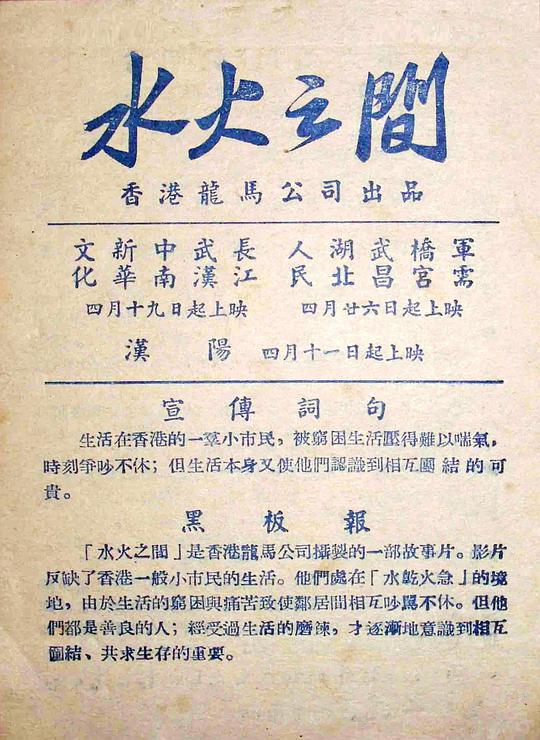 水火之間
香港龍馬公司出品
文化 新華 中南 武漢 長江
四月十九日起上映
人民 湖北 武昌 橋宮 軍需
四月廿六日起上映
漢陽 四月十一日起上映
宣傳詞句
生活在香港的一羣小市民，被窮困生活壓得難以喘氣，
時刻爭吵不休；但生活本身又使他們認識到相互團結的可
貴。
黑板報
「水火之間」是香港龍馬公司攝製的一部故事片。影片
反缺了香港一般小市民的生活。他們處在「水乾火急」的境
地，由於生活的窮困與痛苦致使鄰居間相互吵罵不休。但他
們都是善良的人；經受過生活的磨諫，才逐漸地意識到相互
團結、共求生存的重要。